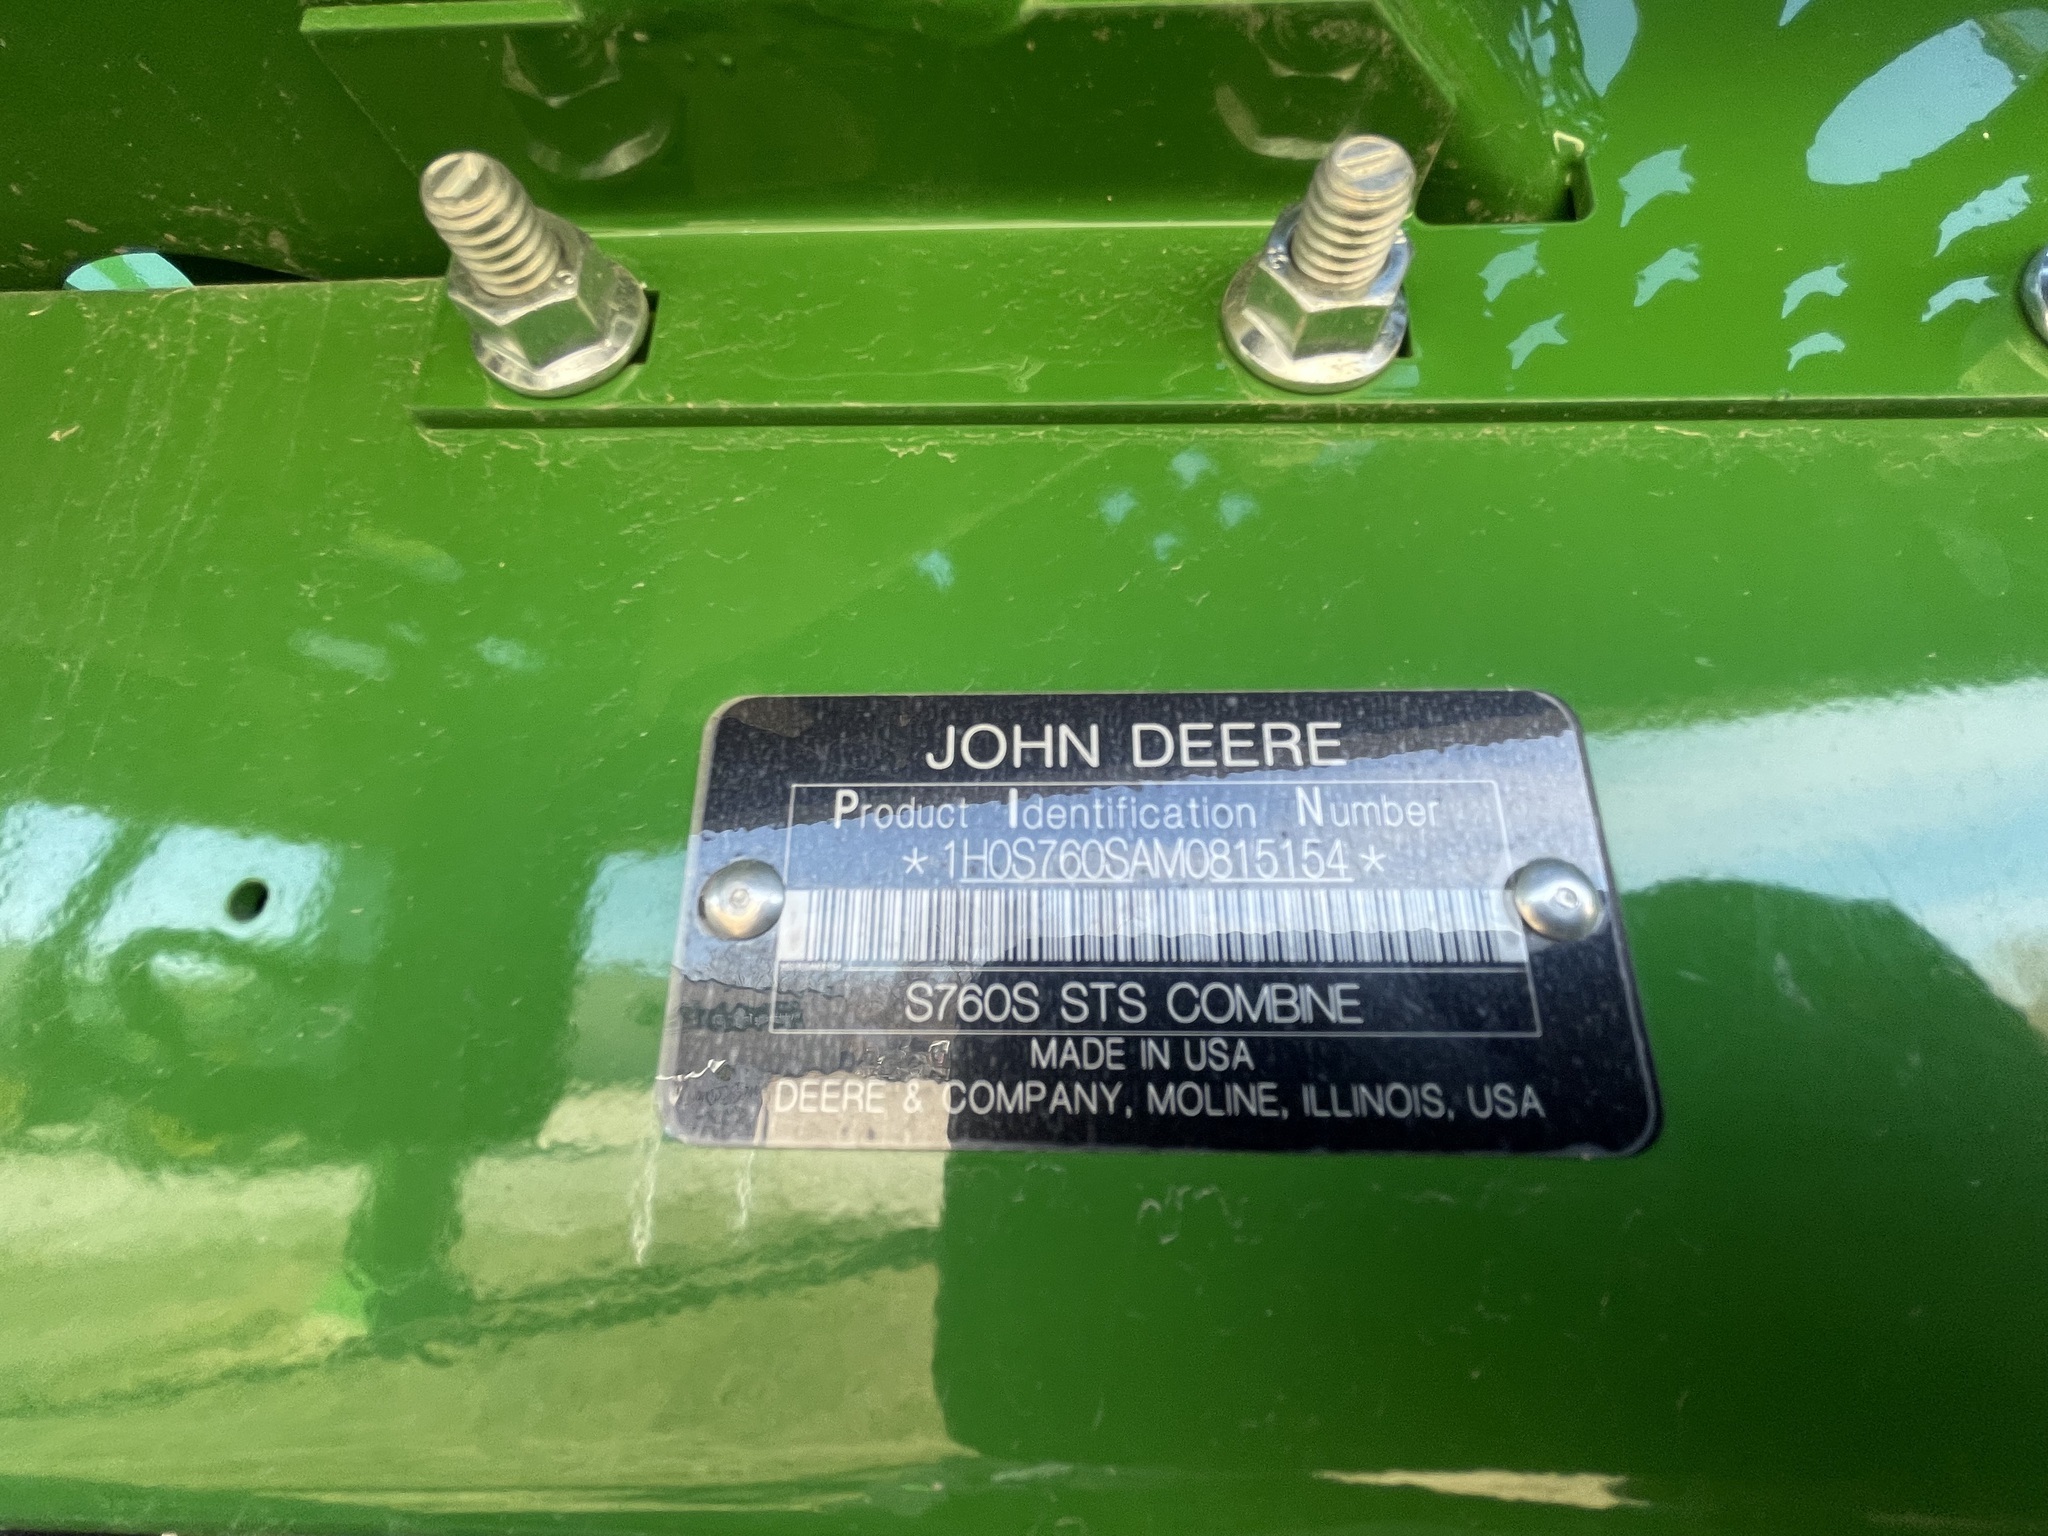 JOHN DEERE
Product Identification Number
*1H0S760SAM0815154*
S760S STS COMBINE
MADE IN USA
DEERE & COMPANY, MOLINE, ILLINOIS, USA